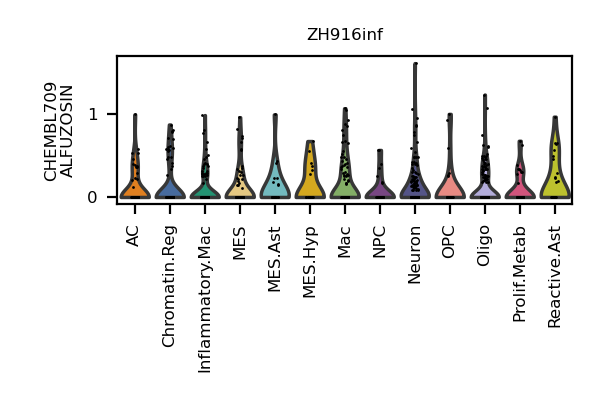 ZH916inf
CHEMBL709
ALFUZOSIN
1
0
AC
Chromatin.Reg
Inflammatory.Mac
MES
MES.Ast
MES.Hyp
Mac
NPC
Neuron
OPC
Oligo
Prolif.Metab
Reactive.Ast